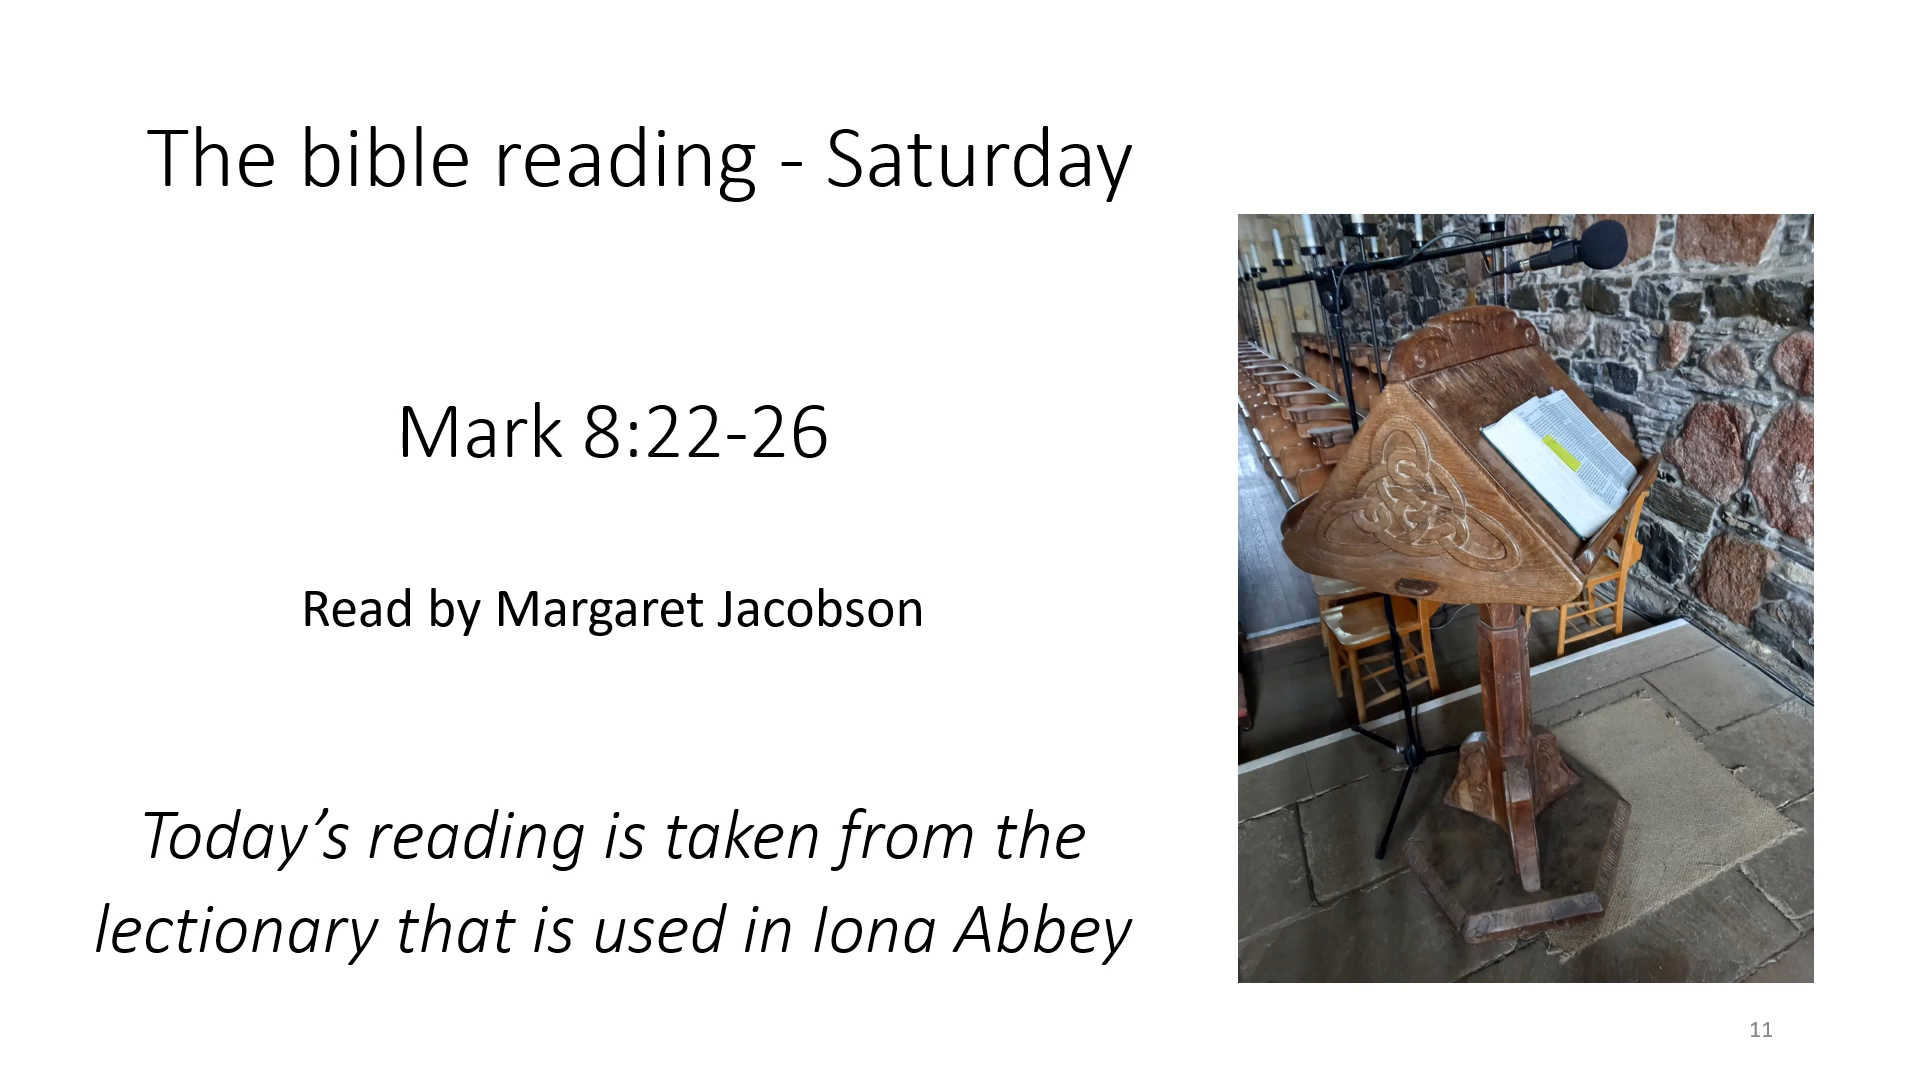 The bible reading - Saturday
Mark 8:22-26
Read by Margaret Jacobson
Today’s reading is taken from the
lectionary that is used in Iona Abbey
11